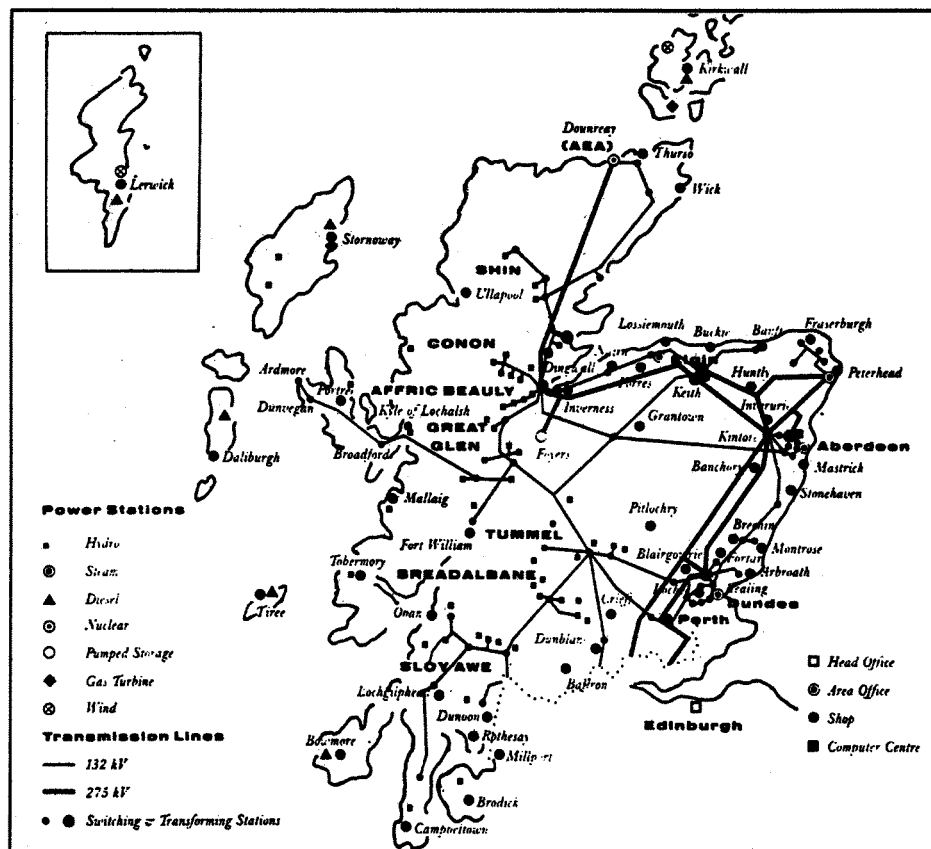 Kirkwall
Dounreay
(AEA)
Thurso
Wick
Lerwick
Stornoway
SHIN
Ullapool
CONON
Lossiemouth
Buckie
Banff
Fraserburgh
Nairn
Elgin
Dingwall
Ardmore
Portree
AFFRIC BEAULY
Forres
Keith
Huntly
Peterhead
Dunvegan
Kyle of Lochalsh
Inverness
Grantown
Inverurie
GREAT
GLEN
Broadford
Foyers
Kintore
Aberdeen
Daliburgh
Banchory
Mastrick
Mallaig
Stonehaven
Power Stations
Hydro
Steam
Diesel
Nuclear
Pumped Storage
Gas Turbine
Wind
Pitlochry
Fort William
TUMMEL
Brechin
Tobermory
BREADALBANE
Blairgowrie
Forfar
Montrose
Arbroath
Tiree
Oban
Crieff
Dundee
Perth
Dunblane
SLOY AWE
Balfron
Lochgilphead
Head Office
Area Office
Shop
Computer Centre
Edinburgh
Dunoon
Rothesay
Millport
Bowmore
Brodick
Campbeltown
Transmission Lines
132 kV
275 kV
Switching or Transforming Stations